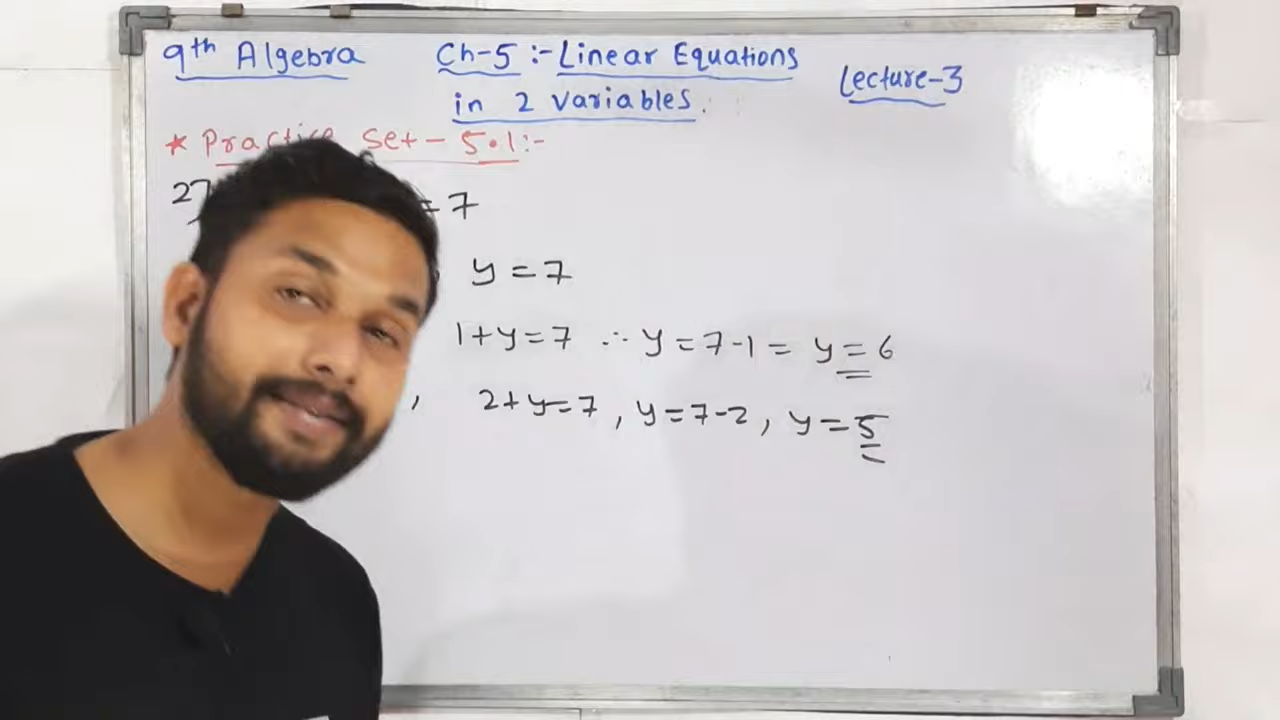 9th Algebra Ch-5 :- Linear Equations Lecture-3
in 2 variables.
* Practice Set - 5.1 :-
2) = 7
y = 7
1+y=7 ∴ y=7-1= y=6
, 2+y=7, y=7-2, y=5